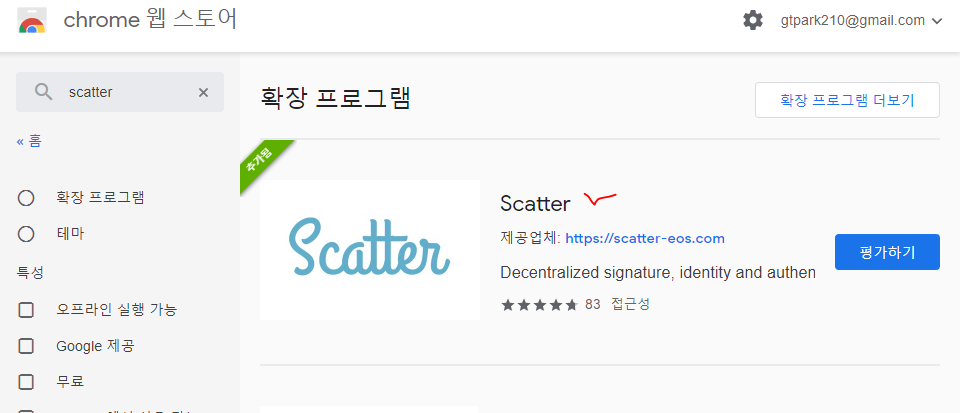 chrome 웹 스토어
gtpark210@gmail.com
scatter
« 홈
확장 프로그램
테마
특성
오프라인 실행 가능
Google 제공
무료
확장 프로그램
확장 프로그램 더보기
추가됨
Scatter
Scatter
제공업체: https://scatter-eos.com
평가하기
Decentralized signature, identity and authen
83 접근성